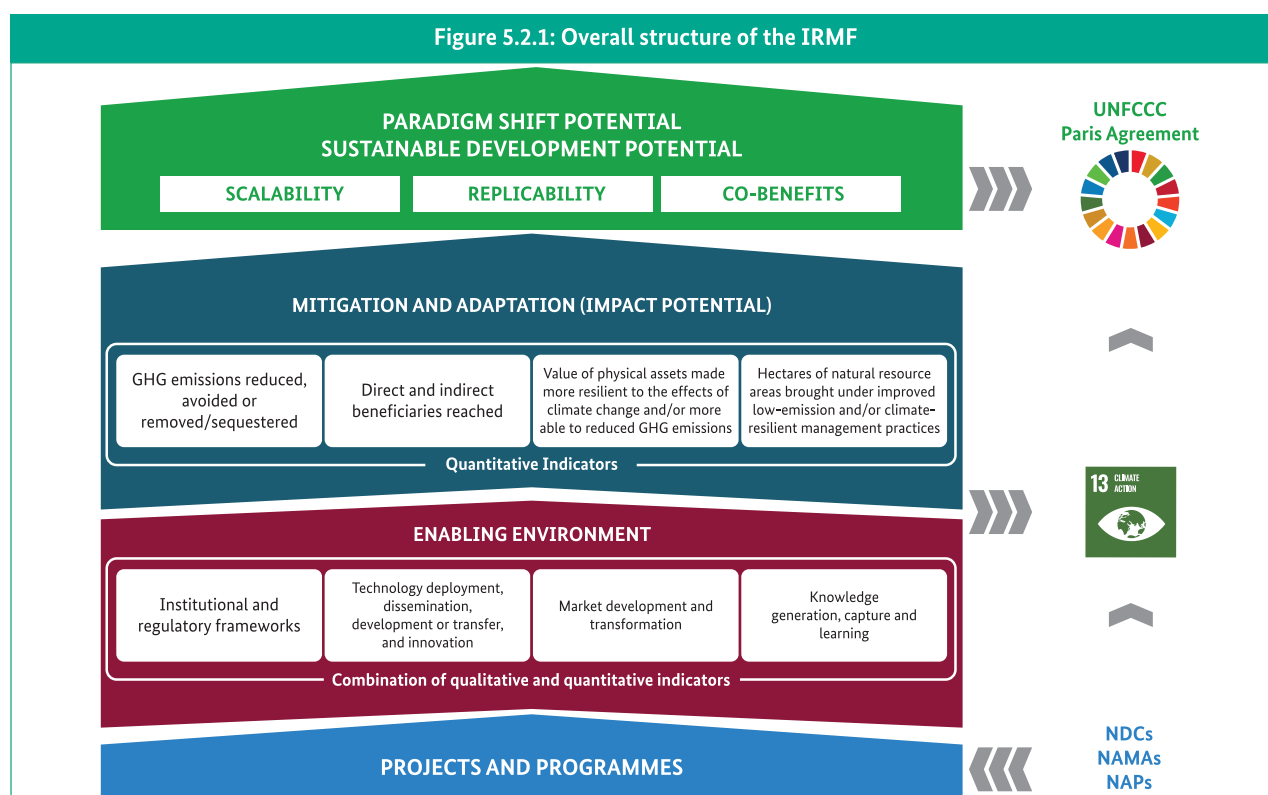 Figure 5.2.1: Overall structure of the IRMF
PARADIGM SHIFT POTENTIAL
SUSTAINABLE DEVELOPMENT POTENTIAL
SCALABILITY
REPLICABILITY
CO-BENEFITS
UNFCCC
Paris Agreement
MITIGATION AND ADAPTATION (IMPACT POTENTIAL)
GHG emissions reduced,
avoided or
removed/sequestered
Direct and indirect
beneficiaries reached
Value of physical assets made
more resilient to the effects of
climate change and/or more
able to reduced GHG emissions
Hectares of natural resource
areas brought under improved
low-emission and/or climate-
resilient management practices
Quantitative Indicators
13 CLIMATE
ACTION
ENABLING ENVIRONMENT
Institutional and
regulatory frameworks
Technology deployment,
dissemination,
development or transfer,
and innovation
Market development and
transformation
Knowledge
generation, capture and
learning
Combination of qualitative and quantitative indicators
PROJECTS AND PROGRAMMES
NDCs
NAMAs
NAPs